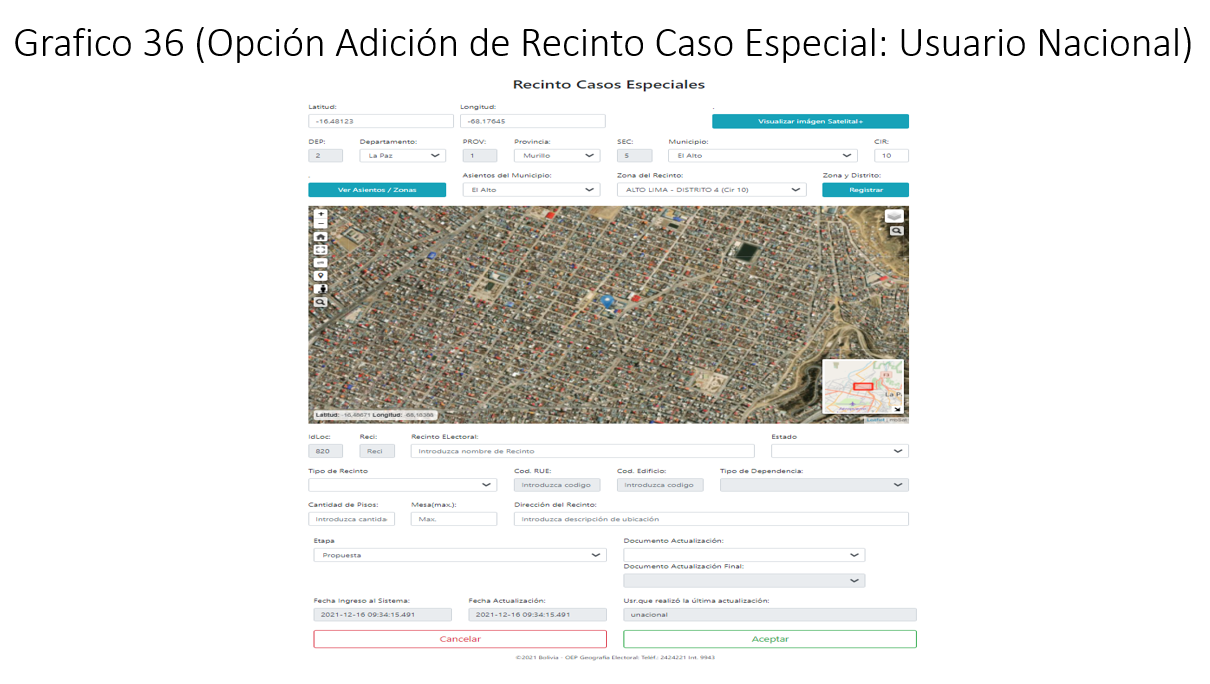 Grafico 36 (Opción Adición de Recinto Caso Especial: Usuario Nacional)
Recinto Casos Especiales
Latitud: Longitud: .
-16.48123 -68.17645 Visualizar imágen Satelital+
DEP: Departamento: PROV: Provincia: SEC: Municipio: CIR:
2 La Paz 1 Murillo 5 El Alto 10
. Asientos del Municipio: Zona del Recinto: Zona y Distrito:
Ver Asientos / Zonas El Alto ALTO LIMA - DISTRITO 4 (Cir 10) Registrar
+
−
La P
Latitud: -16.48671 Longitud: -68.18388
IdLoc: Reci: Recinto ELectoral: Estado
820 Reci Introduzca nombre de Recinto
Tipo de Recinto Cod. RUE: Cod. Edificio: Tipo de Dependencia:
Introduzca codigo Introduzca codigo
Cantidad de Pisos: Mesa(max.): Dirección del Recinto:
Introduzca cantida Max. Introduzca descripción de ubicación
Etapa Documento Actualización:
Propuesta
Documento Actualización Final:
Fecha Ingreso al Sistema: Fecha Actualización: Usr.que realizó la última actualización:
2021-12-16 09:34:15.491 2021-12-16 09:34:15.491 unacional
Cancelar Aceptar
©2021 Bolivia - OEP Geografía Electoral: Teléf.: 2424221 Int. 9943